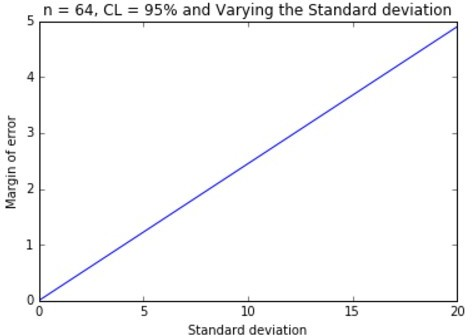 n = 64, CL = 95% and Varying the Standard deviation
5
4
3
2
1
0
Margin of error
0 5 10 15 20
Standard deviation